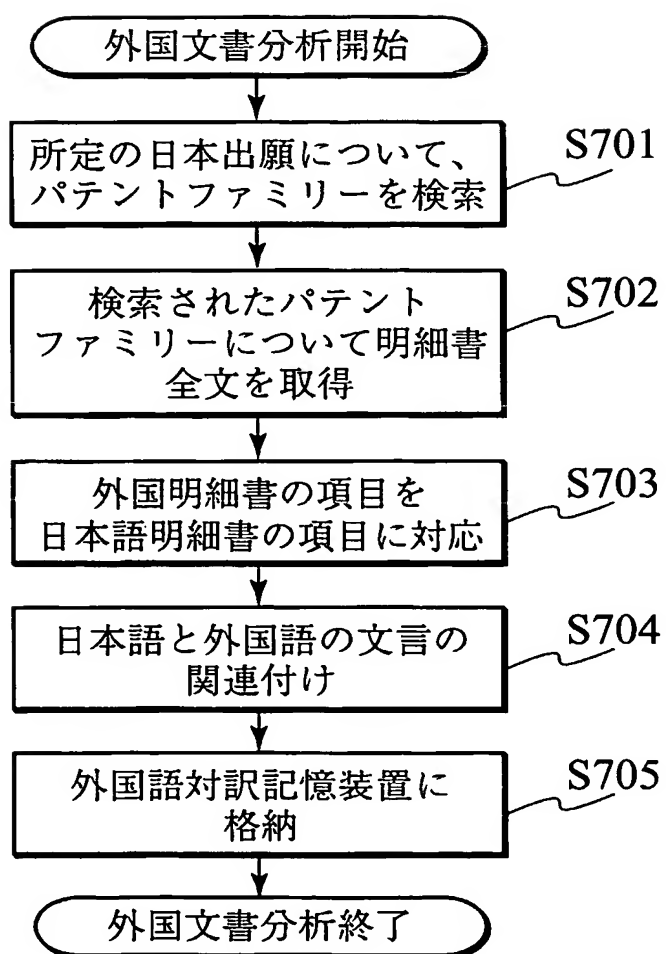 外国文書分析開始
所定の日本出願について、
パテントファミリーを検索
S701
検索されたパテント
ファミリーについて明細書
全文を取得
S702
外国明細書の項目を
日本語明細書の項目に対応
S703
日本語と外国語の文言の
関連付け
S704
外国語対訳記憶装置に
格納
S705
外国文書分析終了